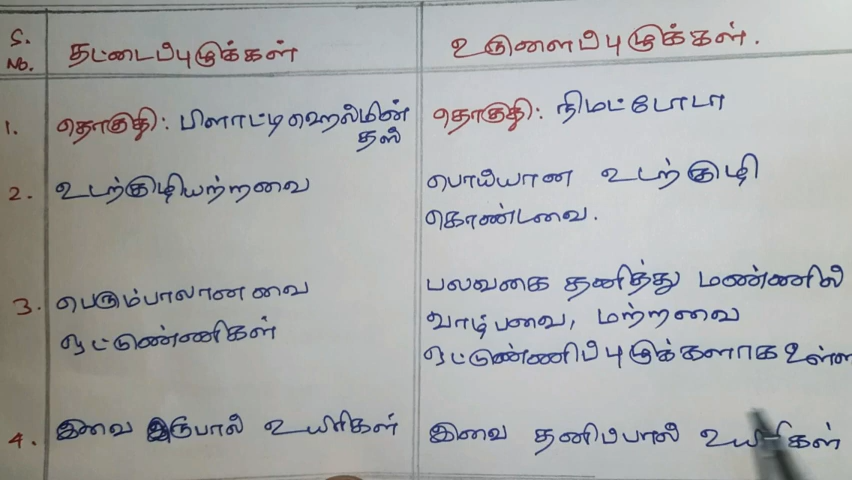 S. No.
தட்டைப்புழுக்கள்
உருளைப்புழுக்கள்.
1.
தொகுதி: பிளாட்டிஹெல்மின்
தஸ்
தொகுதி: நிமட்டோடா
2.
உடற்குழியற்றவை
பொய்யான உடற்குழி
கொண்டவை.
3.
பெரும்பாலானவை
ஒட்டுண்ணிகள்
பலவகை தனித்து மண்ணில்
வாழ்பவை, மற்றவை
ஒட்டுண்ணிப்புழுக்களாக உள்ள
4.
இவை இருபால் உயிரிகள்
இவை தனிப்பால் உயிரிகள்